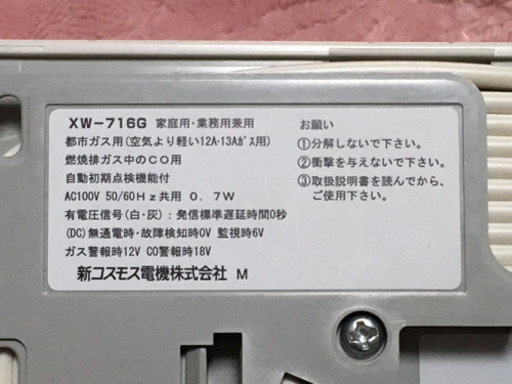 XW-716G 家庭用・業務用兼用
都市ガス用(空気より軽い12A・13Aガス用)
燃焼排ガス中のCO用
自動初期点検機能付
AC100V 50/60Hz共用 0.7W
有電圧信号(白・灰):発信標準遅延時間0秒
(DC)無通電時・故障検知時0V 監視時6V
ガス警報時12V CO警報時18V
新コスモス電機株式会社 M
お願い
①分解しないで下さい。
②衝撃を与えないで下さい。
③取扱説明書を読んでから、
ご使用下さい。